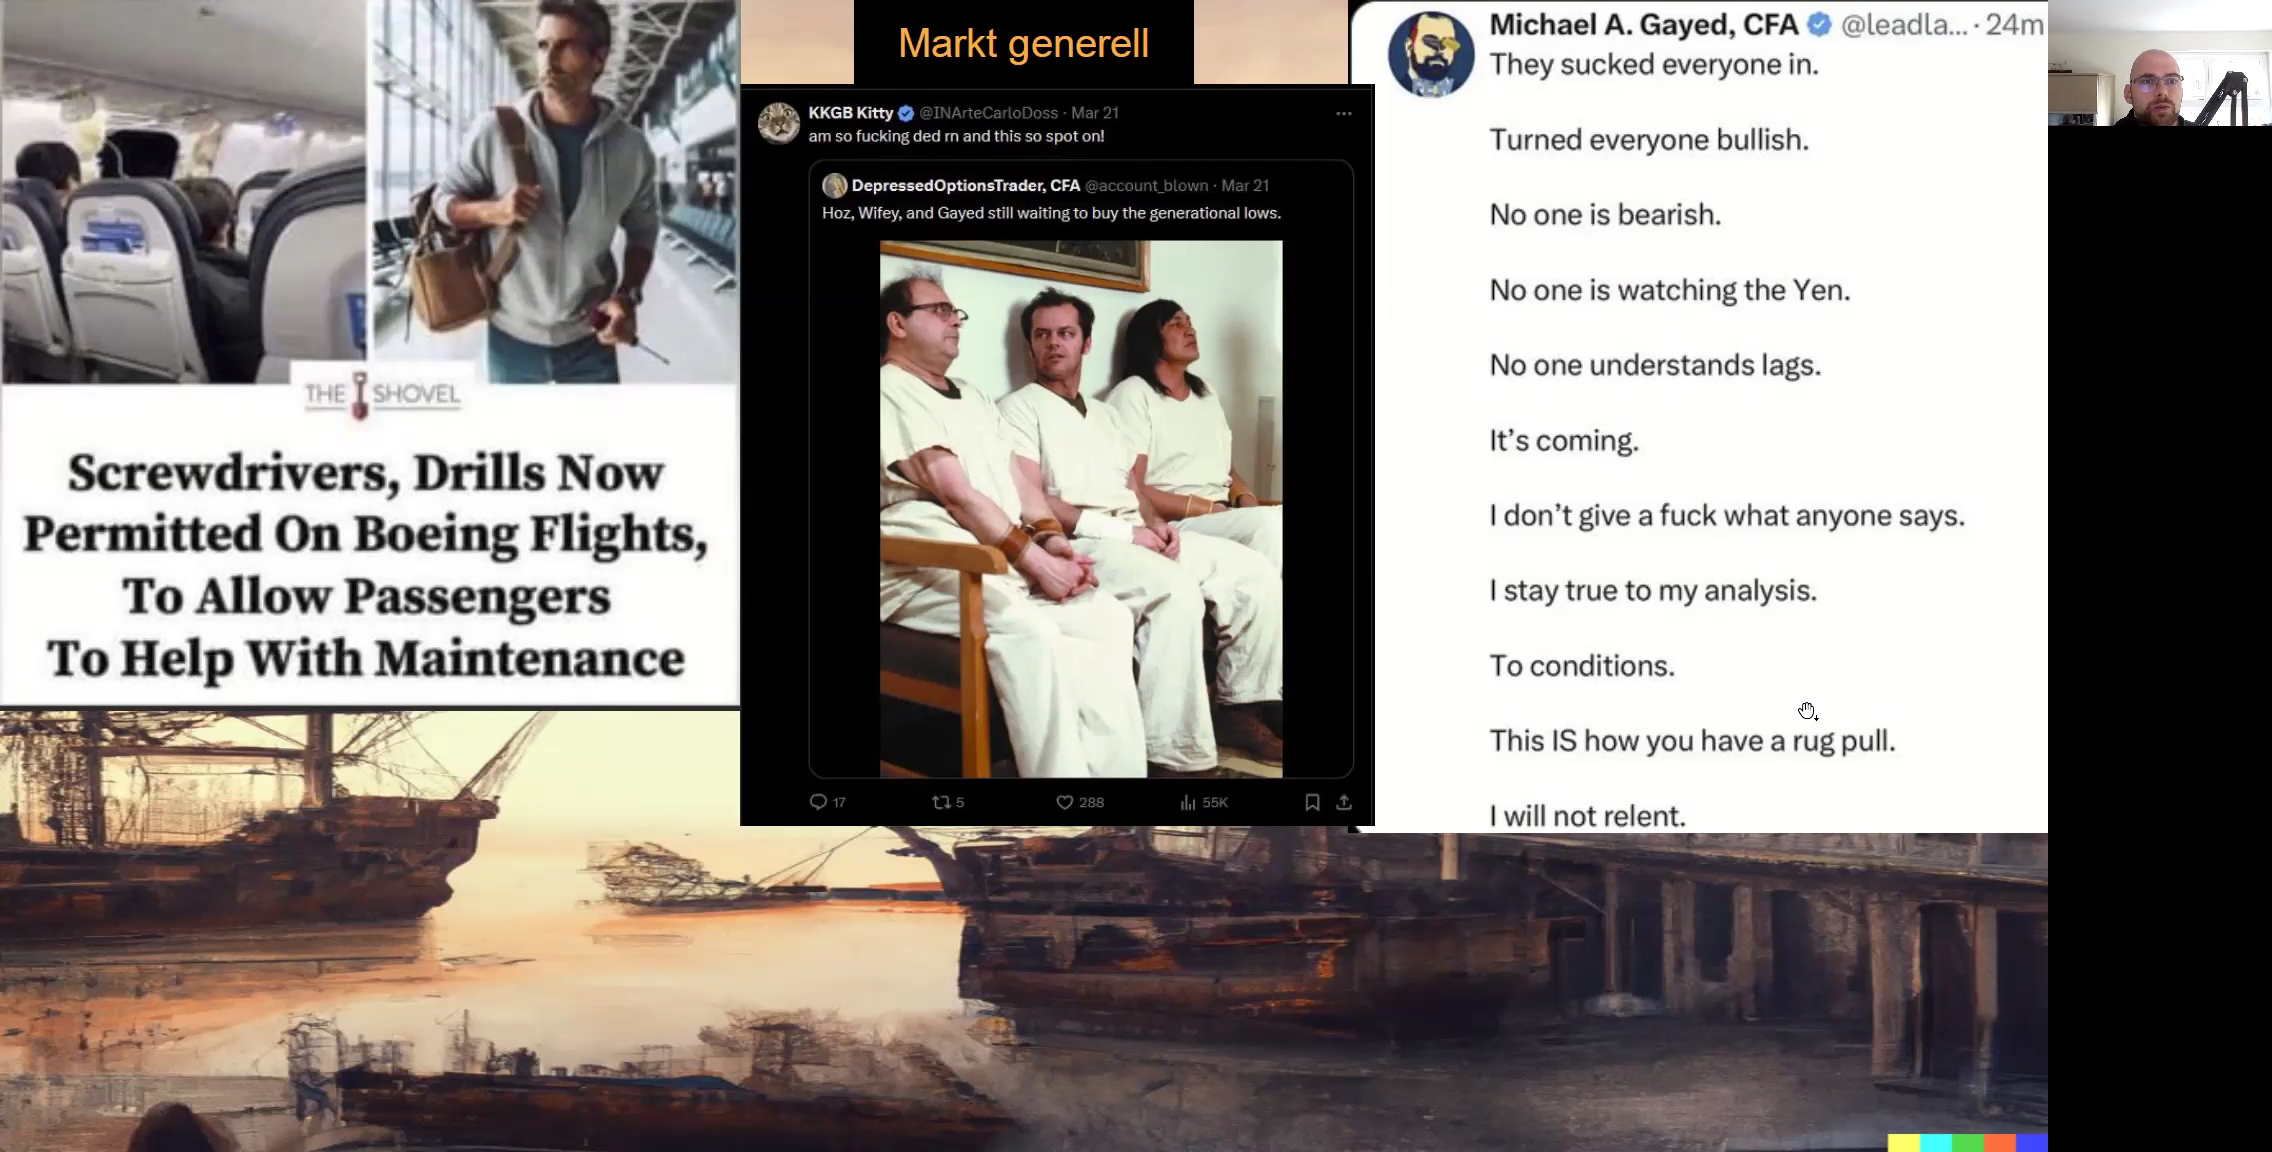 Markt generell
THE SHOVEL
Screwdrivers, Drills Now
Permitted On Boeing Flights,
To Allow Passengers
To Help With Maintenance
KKGB Kitty @INArteCarloDoss · Mar 21
am so fucking ded rn and this so spot on!
DepressedOptionsTrader, CFA @account_blown · Mar 21
Hoz, Wifey, and Gayed still waiting to buy the generational lows.
17 5 288 55K
Michael A. Gayed, CFA @leadla... · 24m
They sucked everyone in.
Turned everyone bullish.
No one is bearish.
No one is watching the Yen.
No one understands lags.
It’s coming.
I don’t give a fuck what anyone says.
I stay true to my analysis.
To conditions.
This IS how you have a rug pull.
I will not relent.